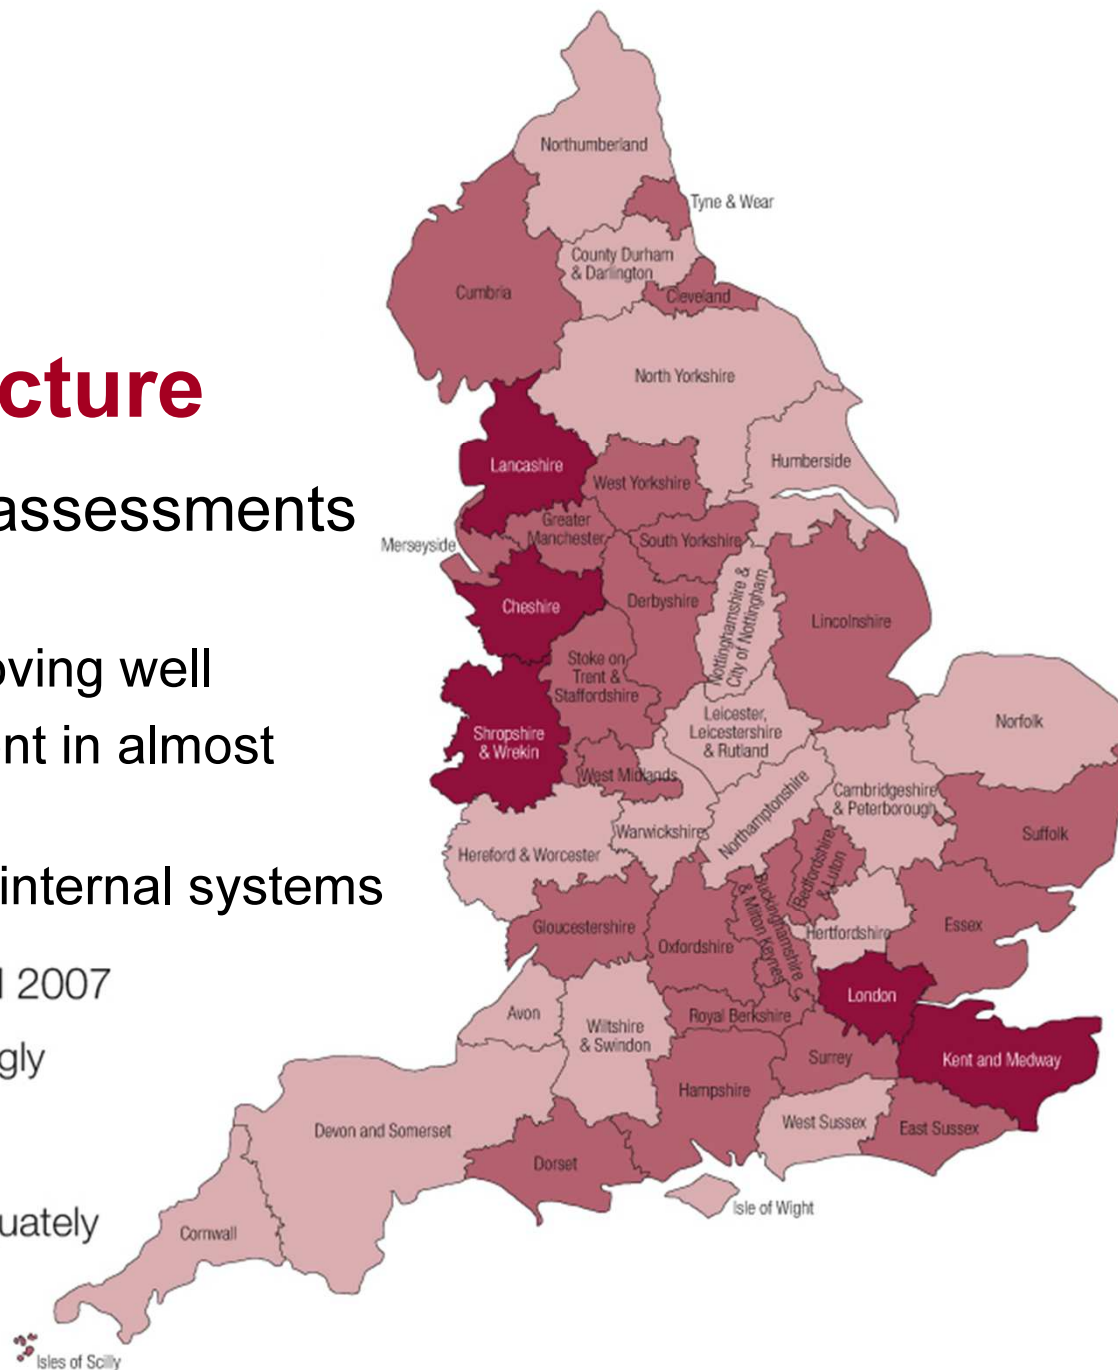 cture
assessments
oving well
nt in almost
internal systems
l 2007
gly
uately
Northumberland
Tyne & Wear
County Durham
& Darlington
Cumbria
Cleveland
North Yorkshire
Lancashire
Humberside
West Yorkshire
Greater
Manchester
South Yorkshire
Merseyside
Cheshire
Derbyshire
Nottinghamshire &
City of Nottingham
Lincolnshire
Stoke on
Trent &
Staffordshire
Leicester,
Leicestershire
& Rutland
Norfolk
Shropshire
& Wrekin
West Midlands
Northamptonshire
Cambridgeshire
& Peterborough
Warwickshire
Suffolk
Hereford & Worcester
Bedfordshire
& Luton
Buckinghamshire
& Milton Keynes
Gloucestershire
Oxfordshire
Hertfordshire
Essex
London
Avon
Wiltshire
& Swindon
Royal Berkshire
Surrey
Kent and Medway
Hampshire
Devon and Somerset
West Sussex
East Sussex
Dorset
Isle of Wight
Cornwall
Isles of Scilly